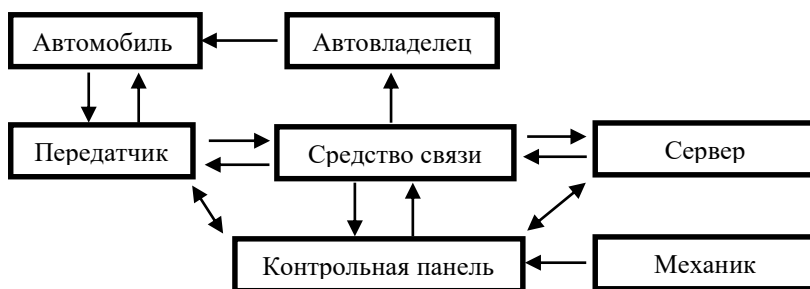 Автомобиль
Автовладелец
Передатчик
Средство связи
Сервер
Контрольная панель
Механик